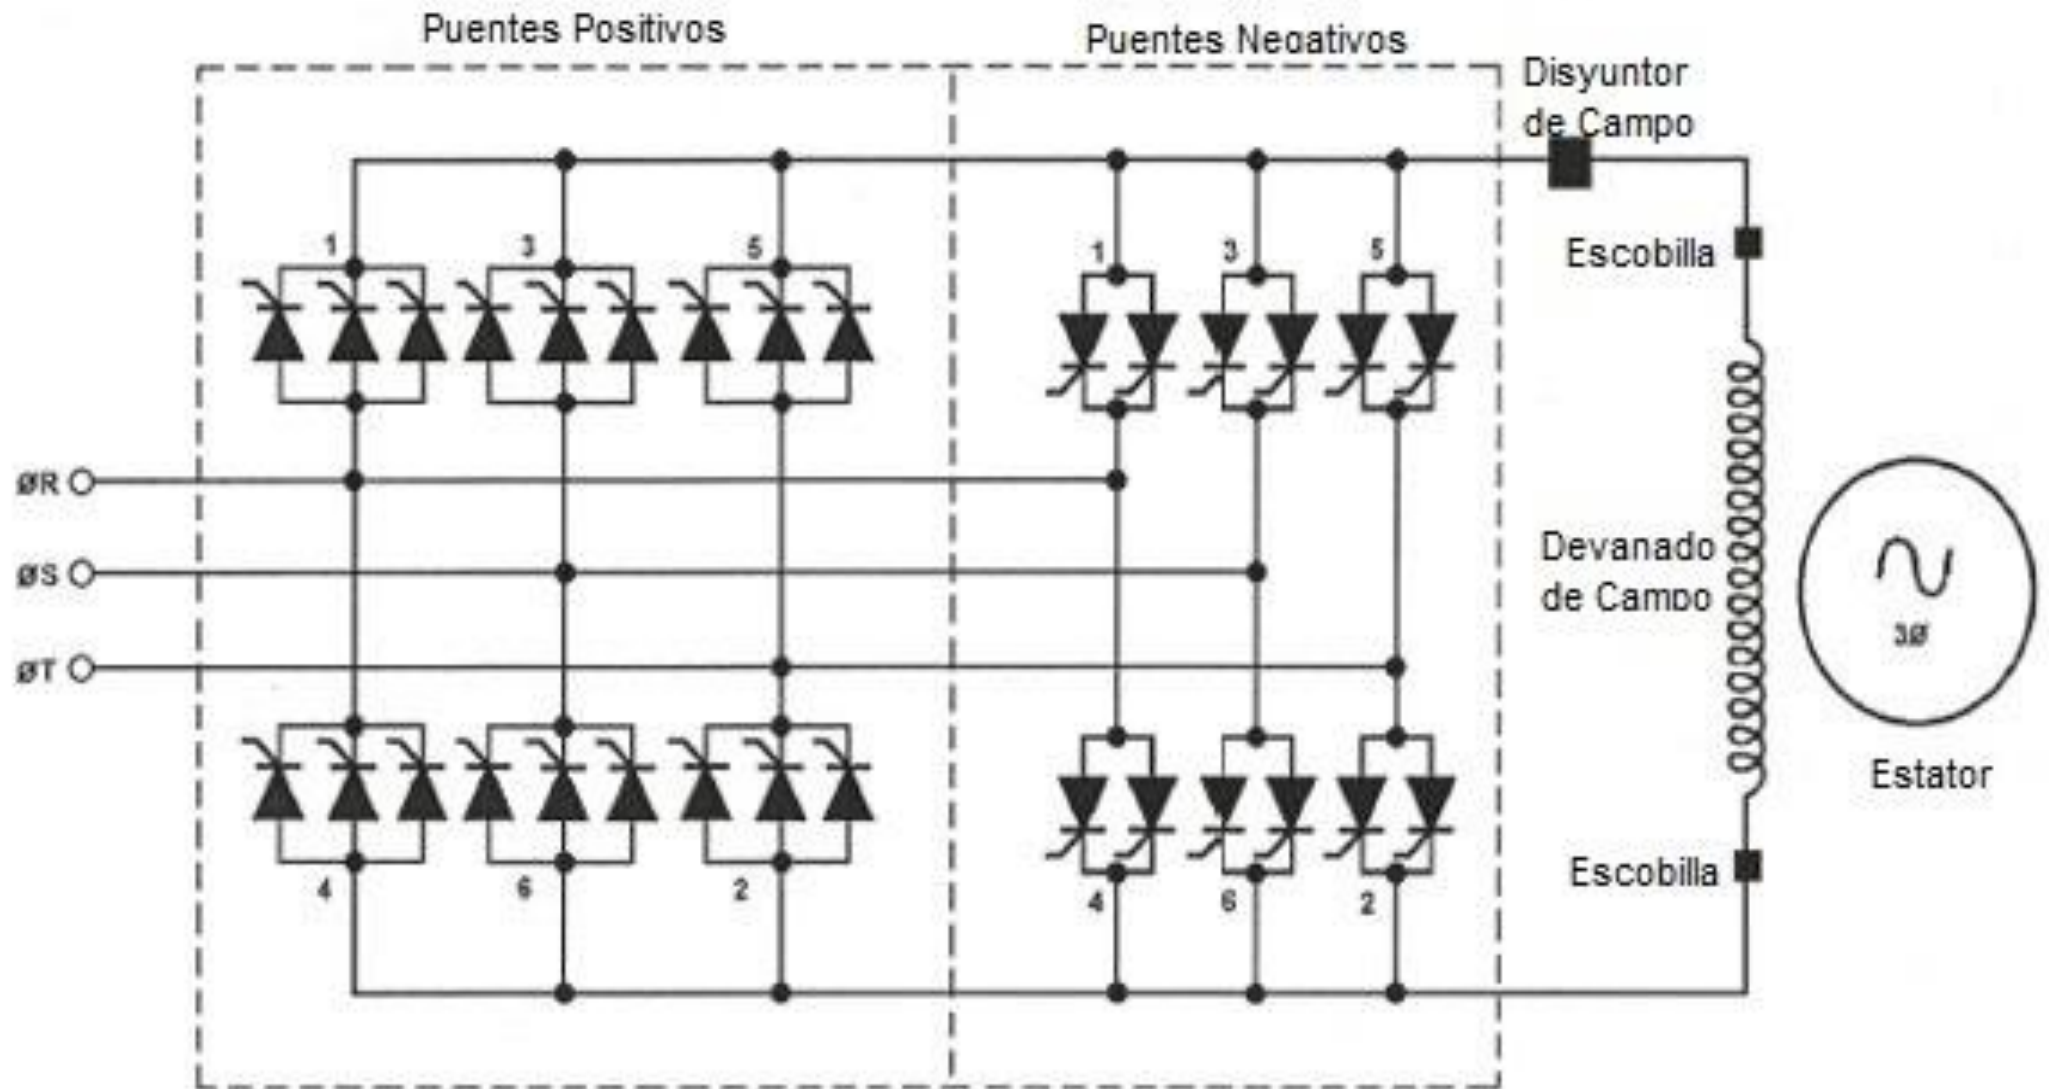 Puentes Positivos
Puentes Negativos
Disyuntor
de Campo
1
3
5
1
3
5
Escobilla
ØR
ØS
ØT
Devanado
de Campo
3Ø
Estator
4
6
2
4
6
2
Escobilla